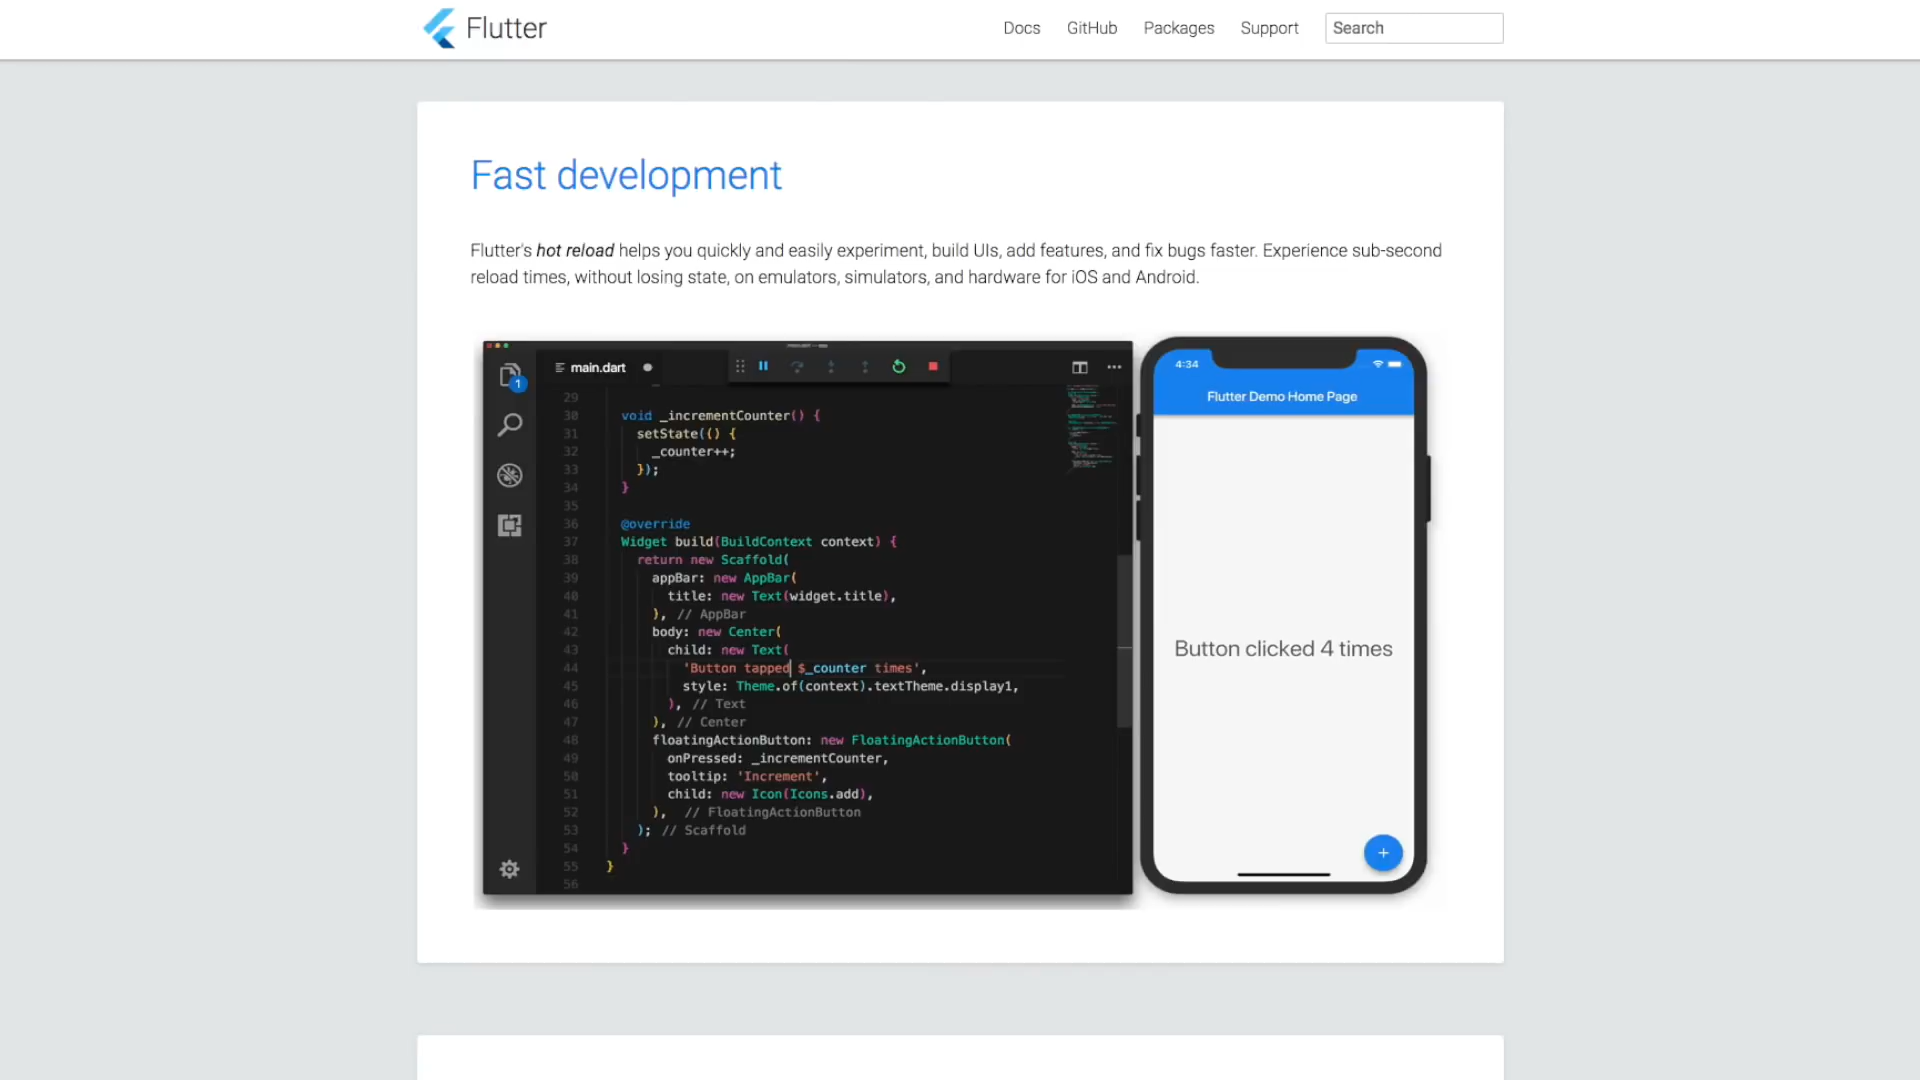 Flutter
Docs GitHub Packages Support Search
Fast development
Flutter's hot reload helps you quickly and easily experiment, build UIs, add features, and fix bugs faster. Experience sub-second
reload times, without losing state, on emulators, simulators, and hardware for iOS and Android.
1
main.dart
29
30 void _incrementCounter() {
31 setState(() {
32 _counter++;
33 });
34 }
35
36 @override
37 Widget build(BuildContext context) {
38 return new Scaffold(
39 appBar: new AppBar(
40 title: new Text(widget.title),
41 ), // AppBar
42 body: new Center(
43 child: new Text(
44 'Button tapped $_counter times',
45 style: Theme.of(context).textTheme.display1,
46 ), // Text
47 ), // Center
48 floatingActionButton: new FloatingActionButton(
49 onPressed: _incrementCounter,
50 tooltip: 'Increment',
51 child: new Icon(Icons.add),
52 ), // FloatingActionButton
53 ); // Scaffold
54 }
55 }
56
4:34
Flutter Demo Home Page
Button clicked 4 times
+